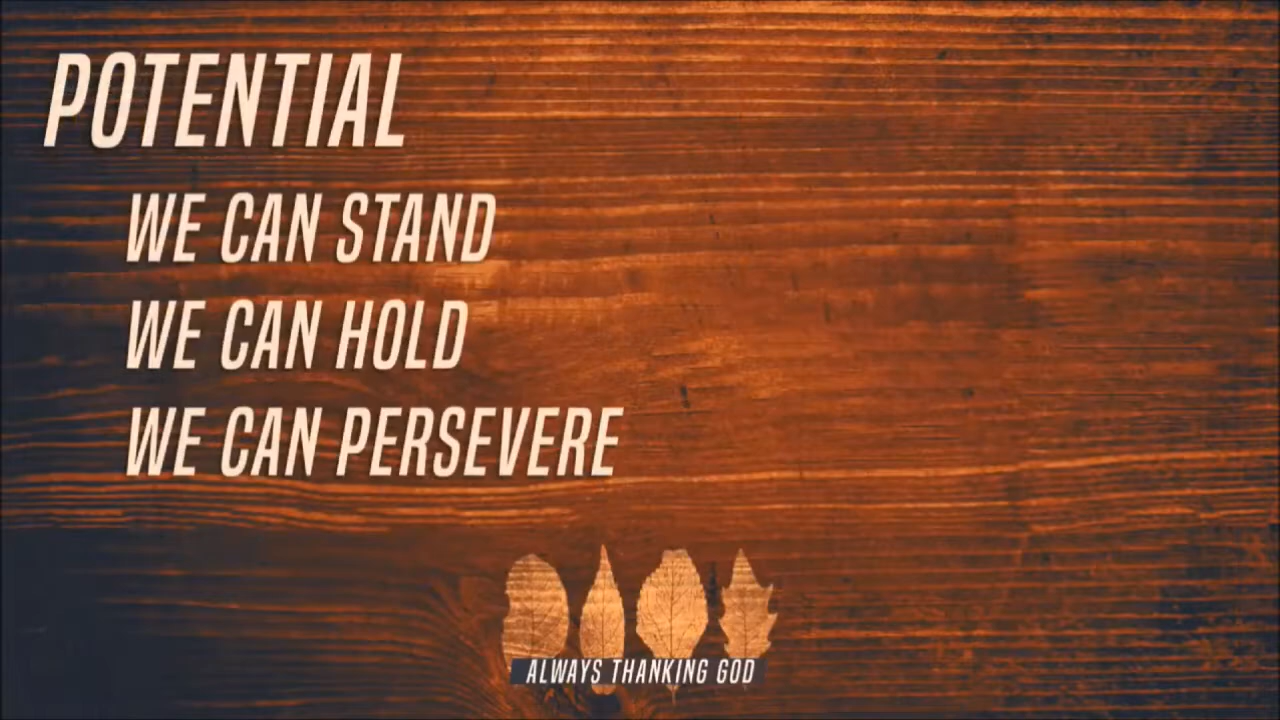 POTENTIAL
WE CAN STAND
WE CAN HOLD
WE CAN PERSEVERE
ALWAYS THANKING GOD